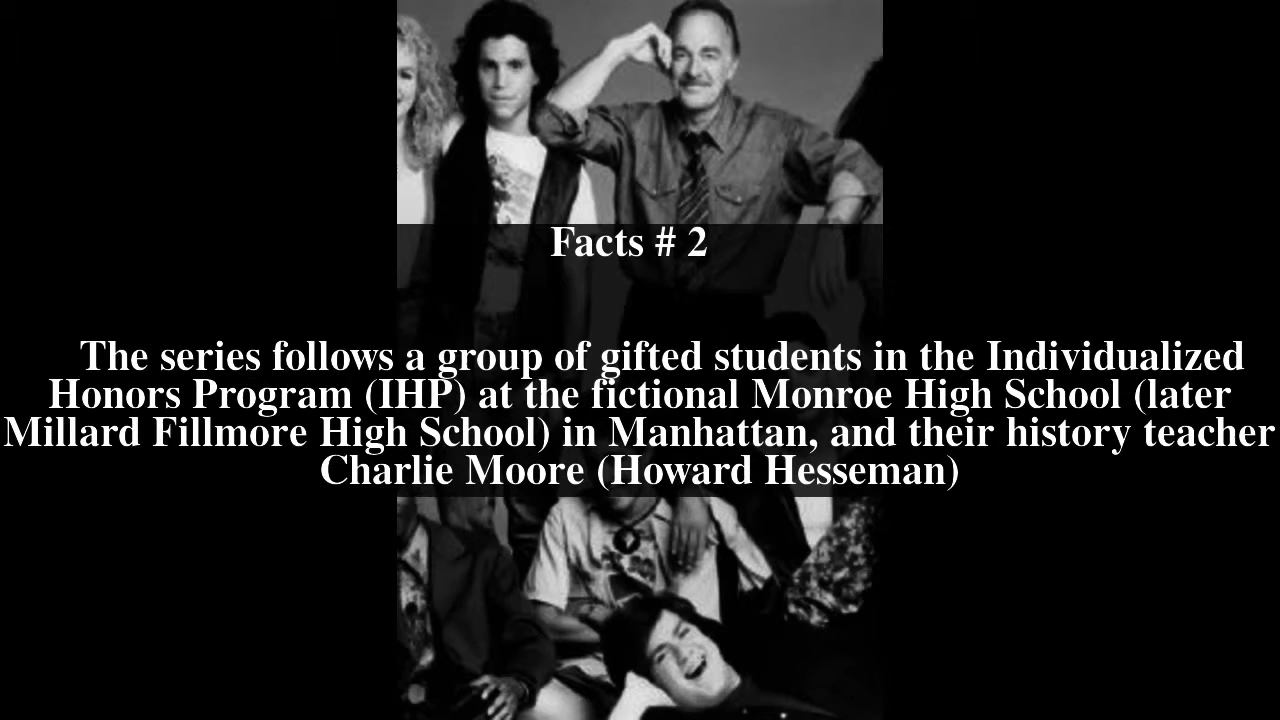 Facts # 2
The series follows a group of gifted students in the Individualized
Honors Program (IHP) at the fictional Monroe High School (later
Millard Fillmore High School) in Manhattan, and their history teacher
Charlie Moore (Howard Hesseman)